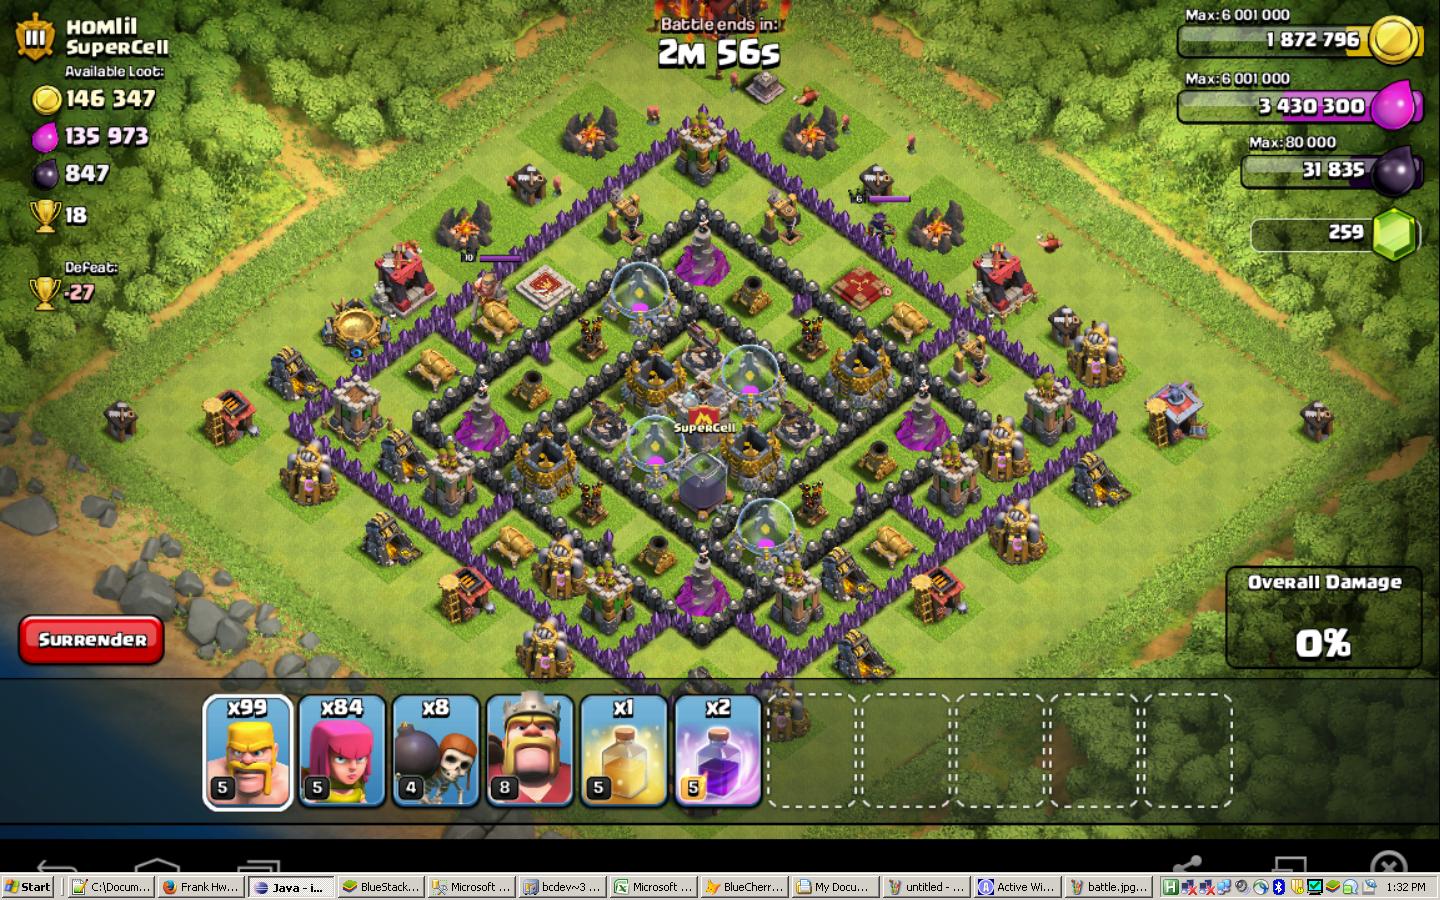 III
HOMlil
SuperCell
Available Loot:
146 347
135 973
847
18
Defeat:
-27
Battle ends in:
2M 56s
Max: 6 001 000
1 872 796
Max: 6 001 000
3 430 300
Max: 80 000
31 835
259
6
10
SuperCell
Overall Damage
0%
Surrender
x99
x84
x8
x1
x2
5
5
4
8
5
5
Start
C:\Docum...
Frank Hw...
Java - i...
BlueStack...
Microsoft ...
bcdev~~3 ...
Microsoft ...
BlueCherr...
My Docu...
untitled - ...
Active Wi...
battle.jpg...
1:32 PM